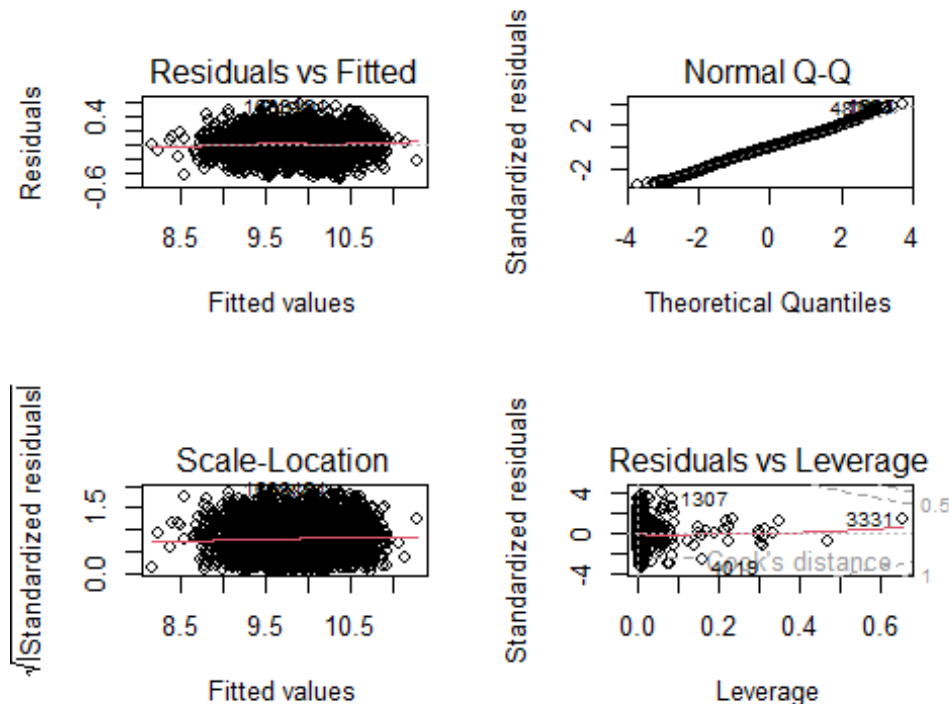 Residuals vs Fitted
Residuals
0.4
-0.6
8.5 9.5 10.5
Fitted values
Normal Q-Q
Standardized residuals
2
-2
-4 -2 0 2 4
Theoretical Quantiles
Scale-Location
√|Standardized residuals|
1.5
0.0
8.5 9.5 10.5
Fitted values
Residuals vs Leverage
Standardized residuals
4
0
-4
1307
3331
4019
Cook's distance
0.5
1
0.0 0.2 0.4 0.6
Leverage